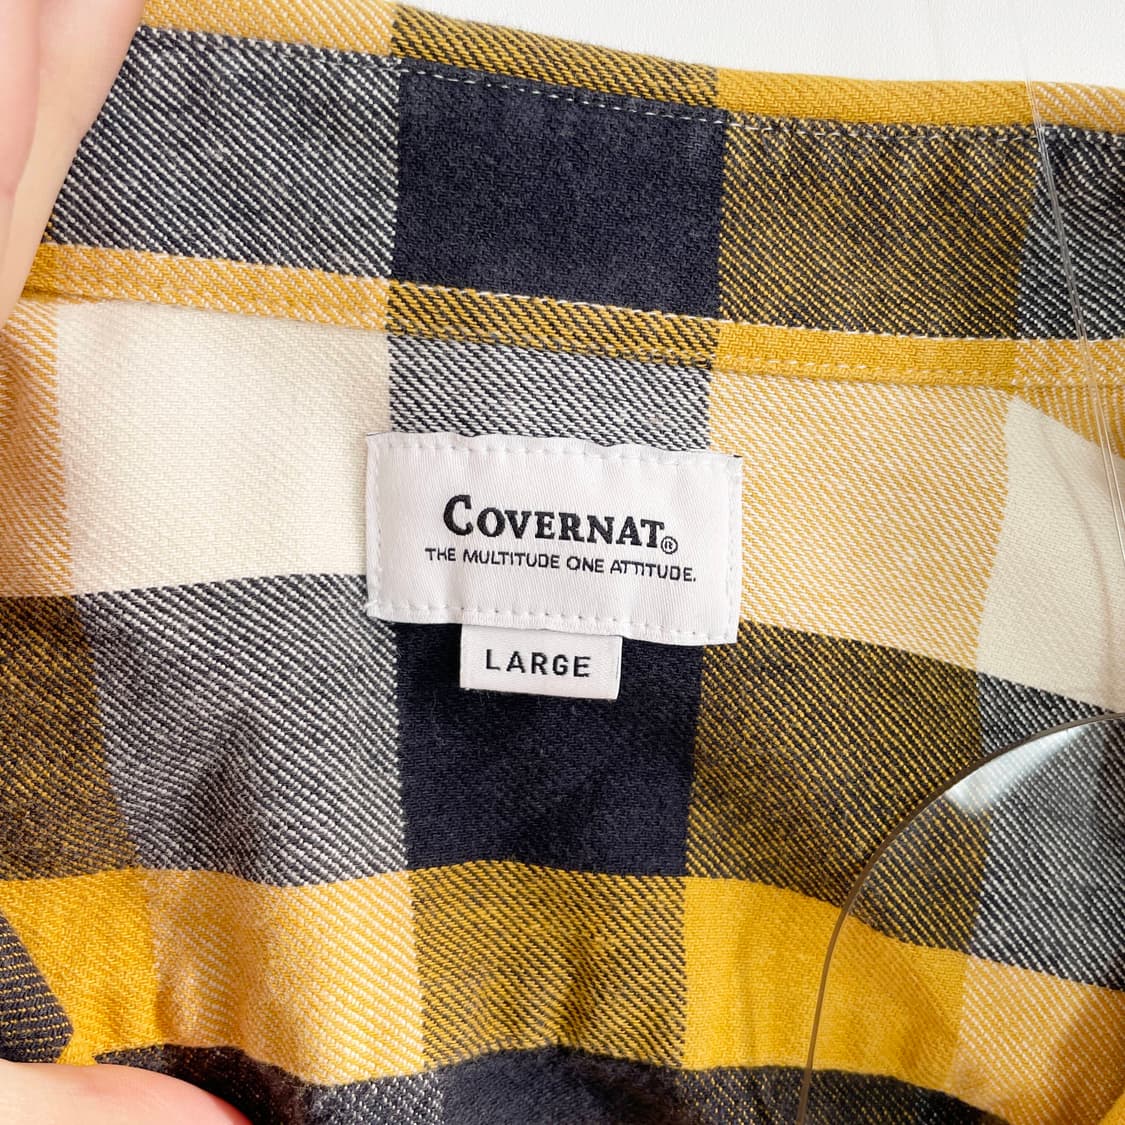 COVERNAT®
THE MULTITUDE ONE ATTITUDE.
LARGE